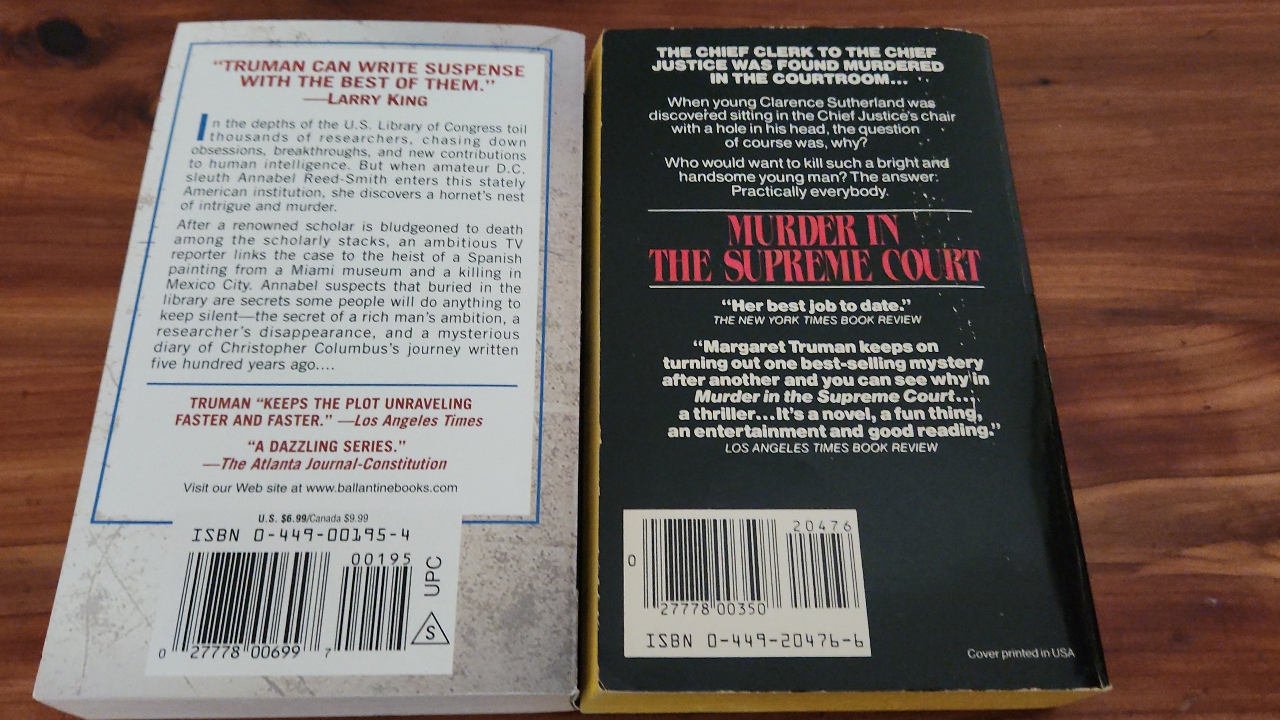 “TRUMAN CAN WRITE SUSPENSE
WITH THE BEST OF THEM.”
—LARRY KING
In the depths of the U.S. Library of Congress toil
thousands of researchers, chasing down
obsessions, breakthroughs, and new contributions
to human intelligence. But when amateur D.C.
sleuth Annabel Reed-Smith enters this stately
American institution, she discovers a hornet's nest
of intrigue and murder.
After a renowned scholar is bludgeoned to death
among the scholarly stacks, an ambitious TV
reporter links the case to the heist of a Spanish
painting from a Miami museum and a killing in
Mexico City. Annabel suspects that buried in the
library are secrets some people will do anything to
keep silent—the secret of a rich man's ambition, a
researcher's disappearance, and a mysterious
diary of Christopher Columbus's journey written
five hundred years ago....
TRUMAN “KEEPS THE PLOT UNRAVELING
FASTER AND FASTER.” —Los Angeles Times
“A DAZZLING SERIES.”
—The Atlanta Journal-Constitution
Visit our Web site at www.ballantinebooks.com
U.S. $6.99/Canada $9.99
ISBN 0-449-00195-4
00195
UPC
S
0 27778 00699 7
THE CHIEF CLERK TO THE CHIEF
JUSTICE WAS FOUND MURDERED
IN THE COURTROOM...
When young Clarence Sutherland was
discovered sitting in the Chief Justice's chair
with a hole in his head, the question
of course was, why?
Who would want to kill such a bright and
handsome young man? The answer:
Practically everybody.
MURDER IN
THE SUPREME COURT
“Her best job to date.”
THE NEW YORK TIMES BOOK REVIEW
“Margaret Truman keeps on
turning out one best-selling mystery
after another and you can see why in
Murder in the Supreme Court...
a thriller...It's a novel, a fun thing,
an entertainment and good reading.”
LOS ANGELES TIMES BOOK REVIEW
20476
0
27778 00350
ISBN 0-449-20476-6
Cover printed in USA